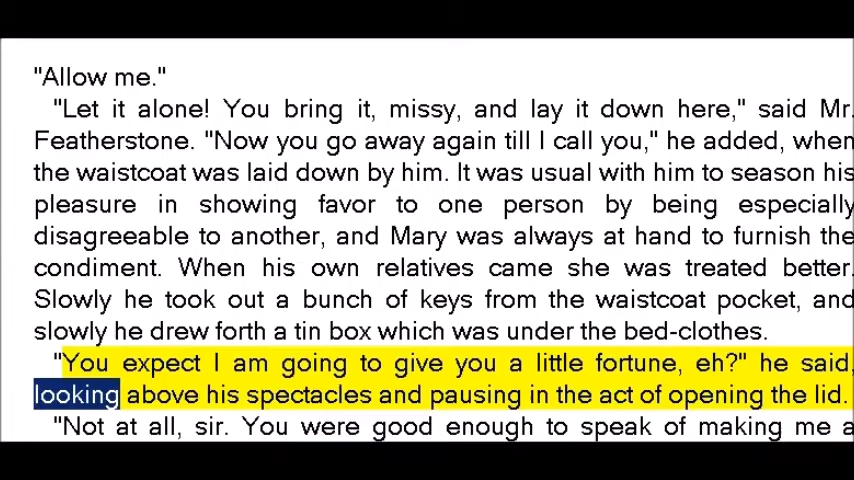 "Allow me."
"Let it alone! You bring it, missy, and lay it down here," said Mr.
Featherstone. "Now you go away again till I call you," he added, when
the waistcoat was laid down by him. It was usual with him to season his
pleasure in showing favor to one person by being especially
disagreeable to another, and Mary was always at hand to furnish the
condiment. When his own relatives came she was treated better.
Slowly he took out a bunch of keys from the waistcoat pocket, and
slowly he drew forth a tin box which was under the bed-clothes.
"You expect I am going to give you a little fortune, eh?" he said,
looking above his spectacles and pausing in the act of opening the lid.
"Not at all, sir. You were good enough to speak of making me a